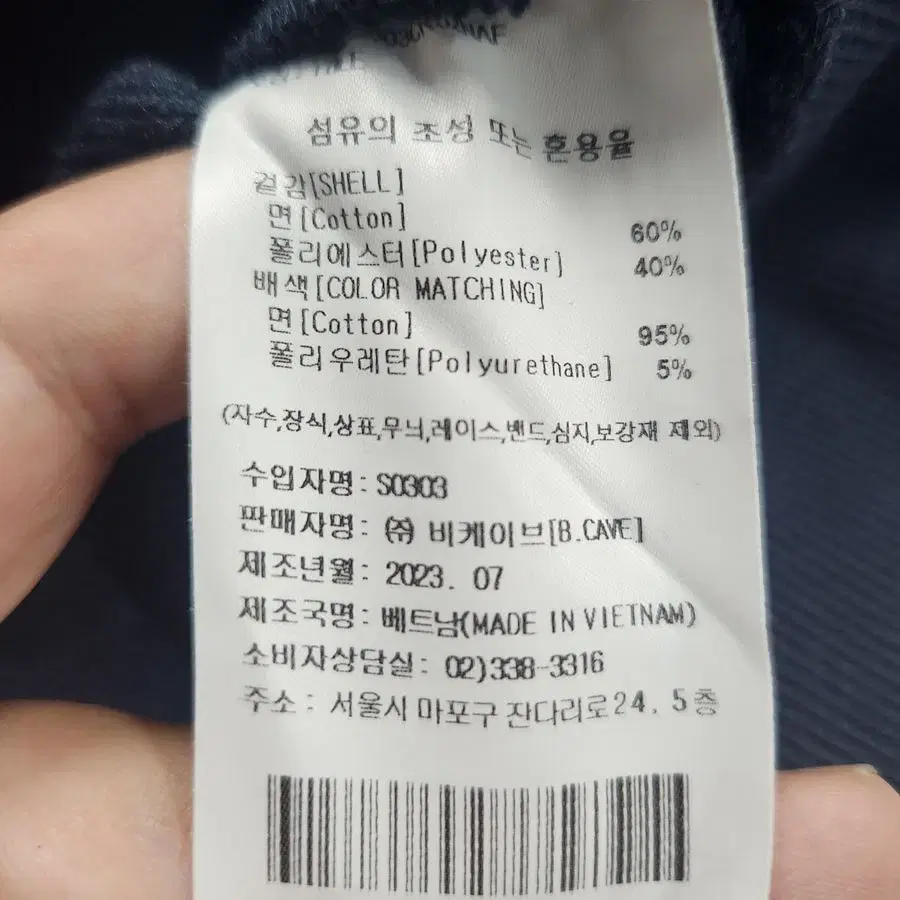 섬유의 조성 또는 혼용율
겉감[SHELL]
면[Cotton] 60%
폴리에스터[Polyester] 40%
배색[COLOR MATCHING]
면[Cotton] 95%
폴리우레탄[Polyurethane] 5%
(자수,장식,상표,무늬,레이스,밴드,심지,보강재 제외)
수입자명: S0303
판매자명: ㈜ 비케이브[B.CAVE]
제조년월: 2023. 07
제조국명: 베트남(MADE IN VIETNAM)
소비자상담실: 02)338-3316
주소: 서울시 마포구 잔다리로24, 5층